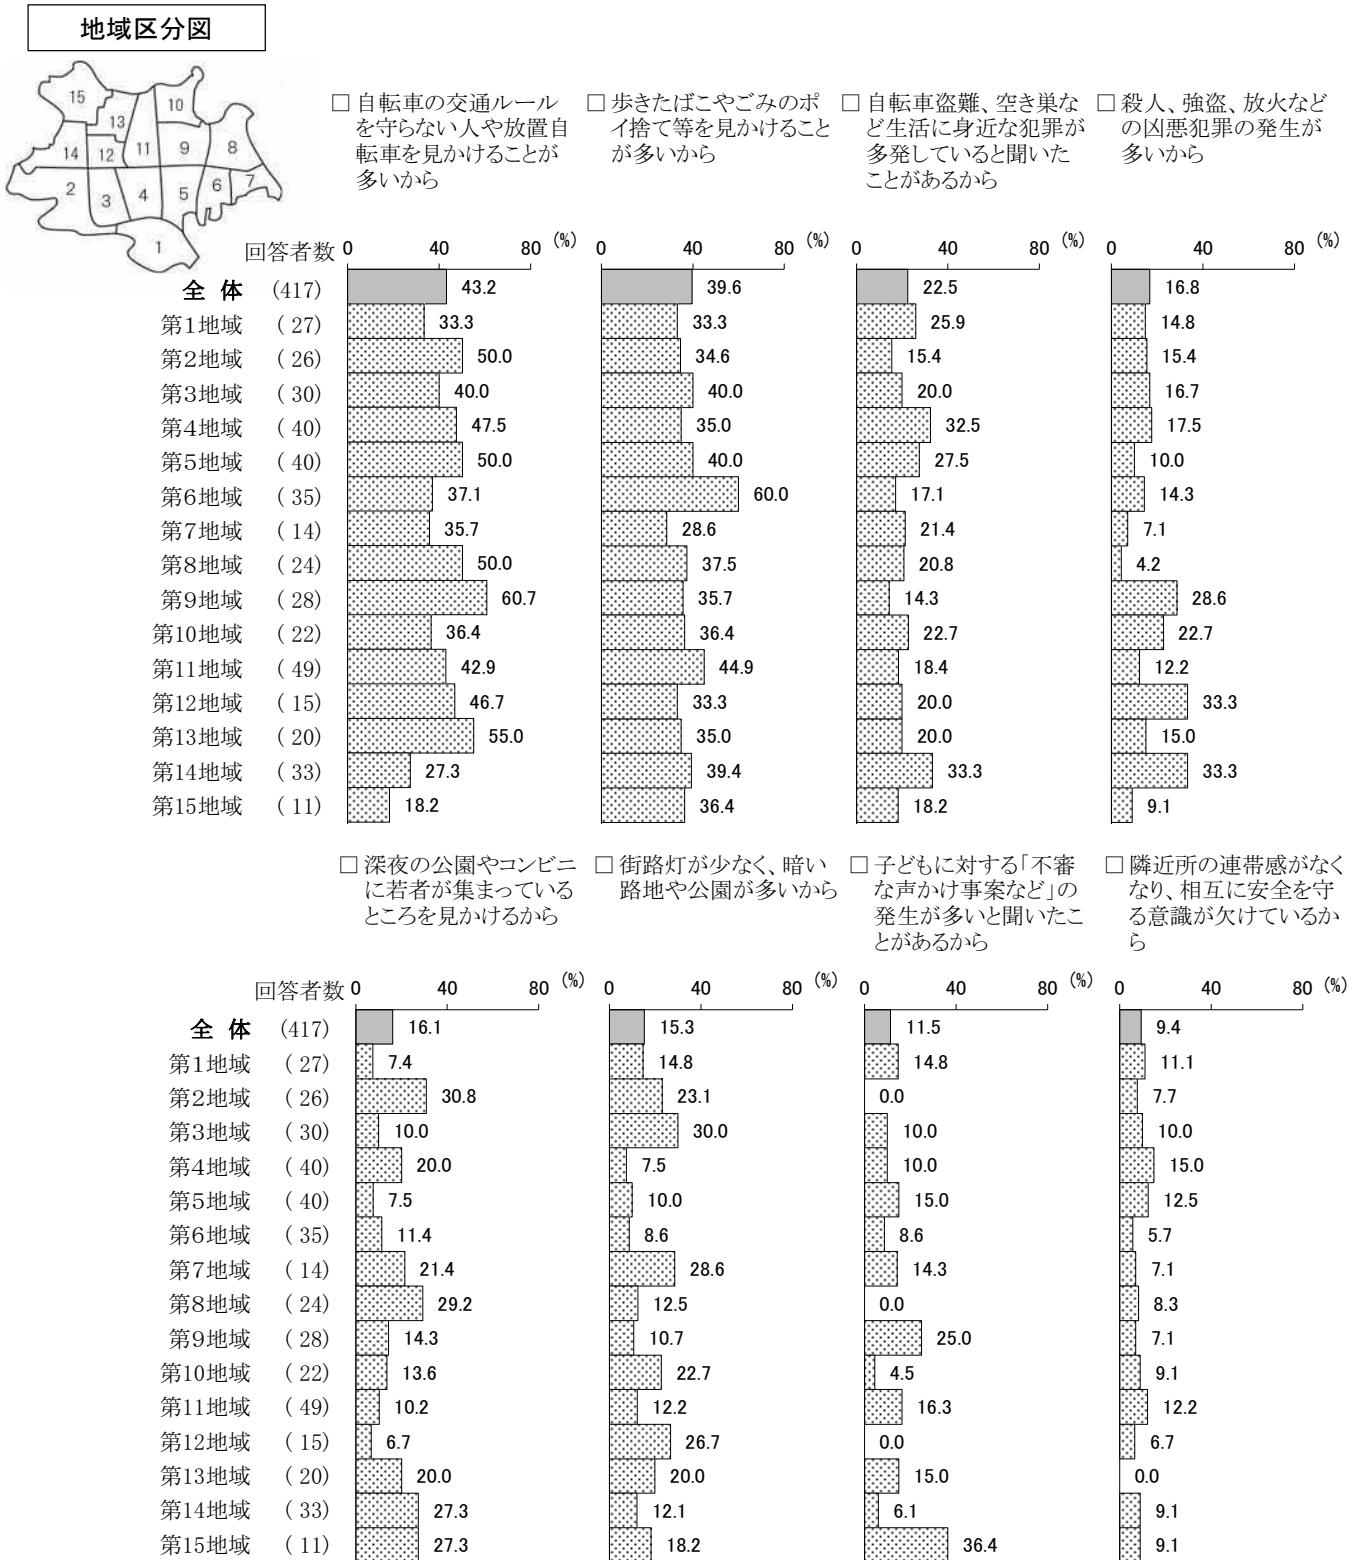 地域区分図
15
10
13
14
12
11
9
8
2
3
4
5
6
7
1
□ 自転車の交通ルール
を守らない人や放置自
転車を見かけることが
多いから
□ 歩きたばこやごみのポ
イ捨て等を見かけること
が多いから
□ 自転車盗難、空き巣な
ど生活に身近な犯罪が
多発していると聞いた
ことがあるから
□ 殺人、強盗、放火など
の凶悪犯罪の発生が
多いから
回答者数 0 40 80 (%) 0 40 80 (%) 0 40 80 (%) 0 40 80 (%)
全 体 (417) 43.2 39.6 22.5 16.8
第1地域 ( 27) 33.3 33.3 25.9 14.8
第2地域 ( 26) 50.0 34.6 15.4 15.4
第3地域 ( 30) 40.0 40.0 20.0 16.7
第4地域 ( 40) 47.5 35.0 32.5 17.5
第5地域 ( 40) 50.0 40.0 27.5 10.0
第6地域 ( 35) 37.1 60.0 17.1 14.3
第7地域 ( 14) 35.7 28.6 21.4 7.1
第8地域 ( 24) 50.0 37.5 20.8 4.2
第9地域 ( 28) 60.7 35.7 14.3 28.6
第10地域 ( 22) 36.4 36.4 22.7 22.7
第11地域 ( 49) 42.9 44.9 18.4 12.2
第12地域 ( 15) 46.7 33.3 20.0 33.3
第13地域 ( 20) 55.0 35.0 20.0 15.0
第14地域 ( 33) 27.3 39.4 33.3 33.3
第15地域 ( 11) 18.2 36.4 18.2 9.1
□ 深夜の公園やコンビニ
に若者が集まっている
ところを見かけるから
□ 街路灯が少なく、暗い
路地や公園が多いから
□ 子どもに対する「不審
な声かけ事案など」の
発生が多いと聞いたこ
とがあるから
□ 隣近所の連帯感がなく
なり、相互に安全を守
る意識が欠けているか
ら
回答者数 0 40 80 (%) 0 40 80 (%) 0 40 80 (%) 0 40 80 (%)
全 体 (417) 16.1 15.3 11.5 9.4
第1地域 ( 27) 7.4 14.8 14.8 11.1
第2地域 ( 26) 30.8 23.1 0.0 7.7
第3地域 ( 30) 10.0 30.0 10.0 10.0
第4地域 ( 40) 20.0 7.5 10.0 15.0
第5地域 ( 40) 7.5 10.0 15.0 12.5
第6地域 ( 35) 11.4 8.6 8.6 5.7
第7地域 ( 14) 21.4 28.6 14.3 7.1
第8地域 ( 24) 29.2 12.5 0.0 8.3
第9地域 ( 28) 14.3 10.7 25.0 7.1
第10地域 ( 22) 13.6 22.7 4.5 9.1
第11地域 ( 49) 10.2 12.2 16.3 12.2
第12地域 ( 15) 6.7 26.7 0.0 6.7
第13地域 ( 20) 20.0 20.0 15.0 0.0
第14地域 ( 33) 27.3 12.1 6.1 9.1
第15地域 ( 11) 27.3 18.2 36.4 9.1